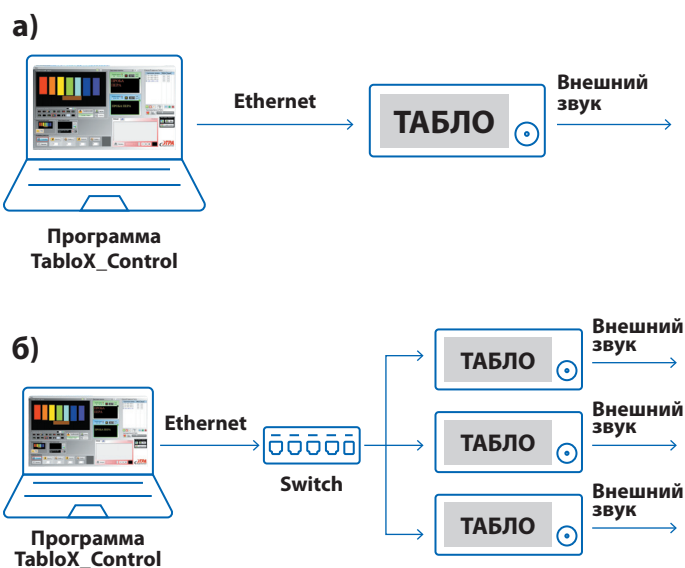 а)
Ethernet
ТАБЛО
Внешний
звук
Программа
TabloX_Control
б)
Ethernet
Switch
ТАБЛО
Внешний
звук
ТАБЛО
Внешний
звук
ТАБЛО
Внешний
звук
Программа
TabloX_Control